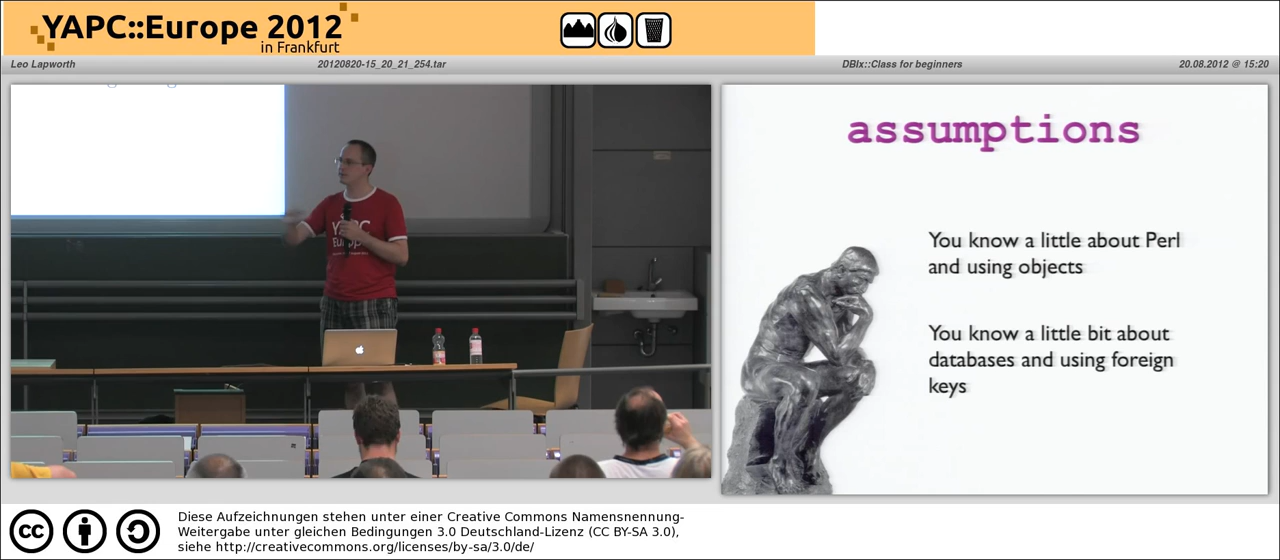 YAPC::Europe 2012
in Frankfurt
Leo Lapworth
20120820-15_20_21_254.tar
DBIx::Class for beginners
20.08.2012 @ 15:20
YAPC
Europe
assumptions
You know a little about Perl
and using objects
You know a little bit about
databases and using foreign
keys
cc
Diese Aufzeichnungen stehen unter einer Creative Commons Namensnennung-
Weitergabe unter gleichen Bedingungen 3.0 Deutschland-Lizenz (CC BY-SA 3.0),
siehe http://creativecommons.org/licenses/by-sa/3.0/de/